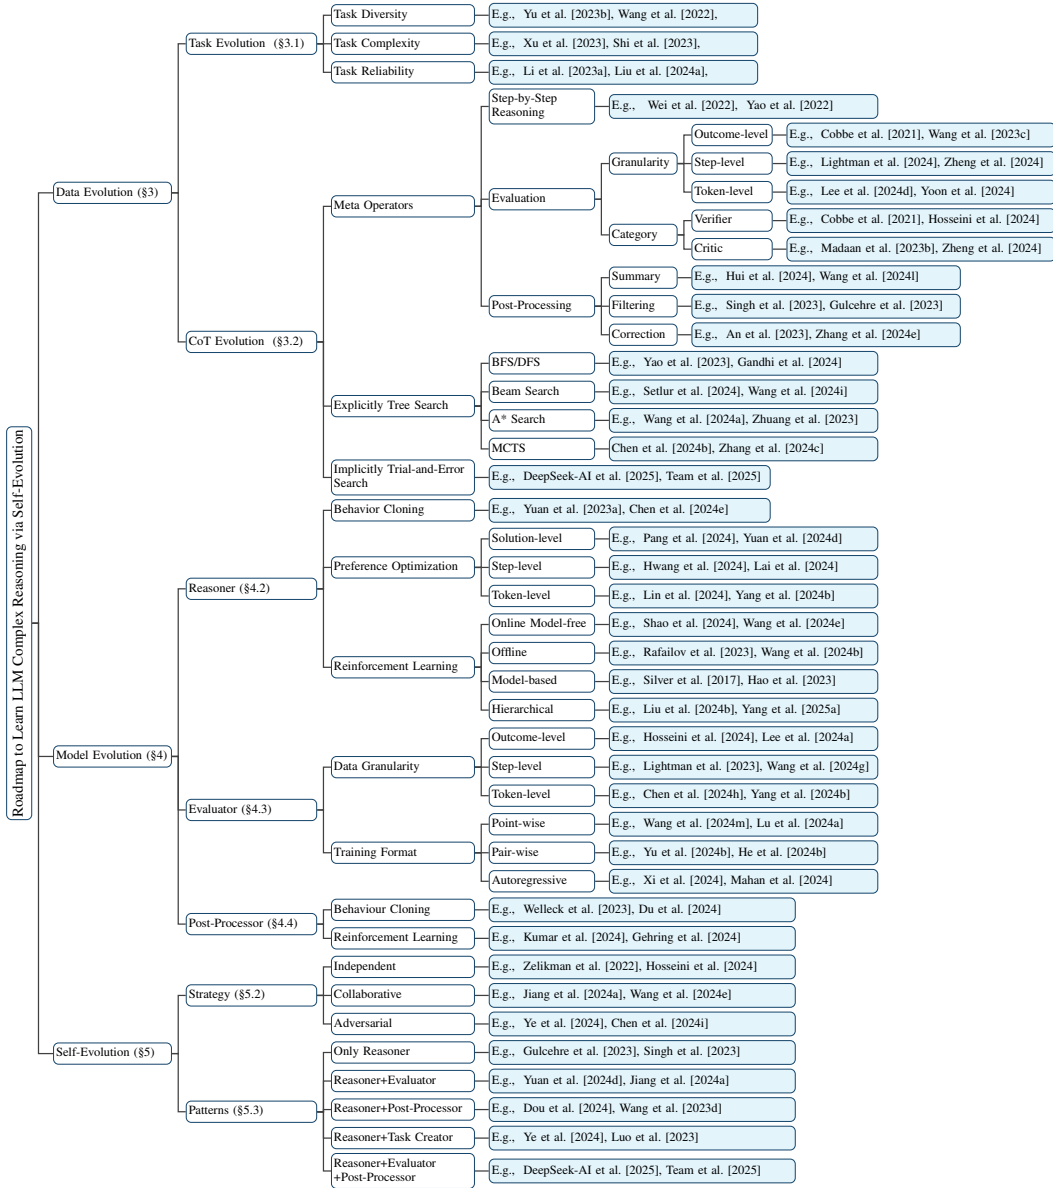 Roadmap to Learn LLM Complex Reasoning via Self-Evolution
Data Evolution (§3)
Task Evolution (§3.1)
Task Diversity
E.g., Yu et al. [2023b], Wang et al. [2022],
Task Complexity
E.g., Xu et al. [2023], Shi et al. [2023],
Task Reliability
E.g., Li et al. [2023a], Liu et al. [2024a],
CoT Evolution (§3.2)
Meta Operators
Step-by-Step
Reasoning
E.g., Wei et al. [2022], Yao et al. [2022]
Evaluation
Granularity
Outcome-level
E.g., Cobbe et al. [2021], Wang et al. [2023c]
Step-level
E.g., Lightman et al. [2024], Zheng et al. [2024]
Token-level
E.g., Lee et al. [2024d], Yoon et al. [2024]
Category
Verifier
E.g., Cobbe et al. [2021], Hosseini et al. [2024]
Critic
E.g., Madaan et al. [2023b], Zheng et al. [2024]
Post-Processing
Summary
E.g., Hui et al. [2024], Wang et al. [2024l]
Filtering
E.g., Singh et al. [2023], Gulcehre et al. [2023]
Correction
E.g., An et al. [2023], Zhang et al. [2024e]
Explicitly Tree Search
BFS/DFS
E.g., Yao et al. [2023], Gandhi et al. [2024]
Beam Search
E.g., Setlur et al. [2024], Wang et al. [2024i]
A* Search
E.g., Wang et al. [2024a], Zhuang et al. [2023]
MCTS
Chen et al. [2024b], Zhang et al. [2024c]
Implicitly Trial-and-Error
Search
E.g., DeepSeek-AI et al. [2025], Team et al. [2025]
Model Evolution (§4)
Reasoner (§4.2)
Behavior Cloning
E.g., Yuan et al. [2023a], Chen et al. [2024e]
Preference Optimization
Solution-level
E.g., Pang et al. [2024], Yuan et al. [2024d]
Step-level
E.g., Hwang et al. [2024], Lai et al. [2024]
Token-level
E.g., Lin et al. [2024], Yang et al. [2024b]
Reinforcement Learning
Online Model-free
E.g., Shao et al. [2024], Wang et al. [2024e]
Offline
E.g., Rafailov et al. [2023], Wang et al. [2024b]
Model-based
E.g., Silver et al. [2017], Hao et al. [2023]
Hierarchical
E.g., Liu et al. [2024b], Yang et al. [2025a]
Evaluator (§4.3)
Data Granularity
Outcome-level
E.g., Hosseini et al. [2024], Lee et al. [2024a]
Step-level
E.g., Lightman et al. [2023], Wang et al. [2024g]
Token-level
E.g., Chen et al. [2024h], Yang et al. [2024b]
Training Format
Point-wise
E.g., Wang et al. [2024m], Lu et al. [2024a]
Pair-wise
E.g., Yu et al. [2024b], He et al. [2024b]
Autoregressive
E.g., Xi et al. [2024], Mahan et al. [2024]
Post-Processor (§4.4)
Behaviour Cloning
E.g., Welleck et al. [2023], Du et al. [2024]
Reinforcement Learning
E.g., Kumar et al. [2024], Gehring et al. [2024]
Self-Evolution (§5)
Strategy (§5.2)
Independent
E.g., Zelikman et al. [2022], Hosseini et al. [2024]
Collaborative
E.g., Jiang et al. [2024a], Wang et al. [2024e]
Adversarial
E.g., Ye et al. [2024], Chen et al. [2024i]
Patterns (§5.3)
Only Reasoner
E.g., Gulcehre et al. [2023], Singh et al. [2023]
Reasoner+Evaluator
E.g., Yuan et al. [2024d], Jiang et al. [2024a]
Reasoner+Post-Processor
E.g., Dou et al. [2024], Wang et al. [2023d]
Reasoner+Task Creator
E.g., Ye et al. [2024], Luo et al. [2023]
Reasoner+Evaluator
+Post-Processor
E.g., DeepSeek-AI et al. [2025], Team et al. [2025]